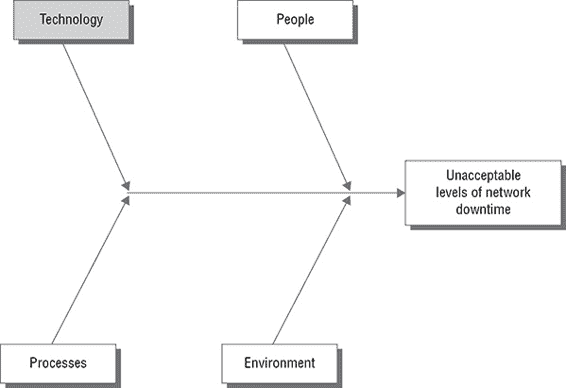 Technology
People
Unacceptable
levels of network
downtime
Processes
Environment